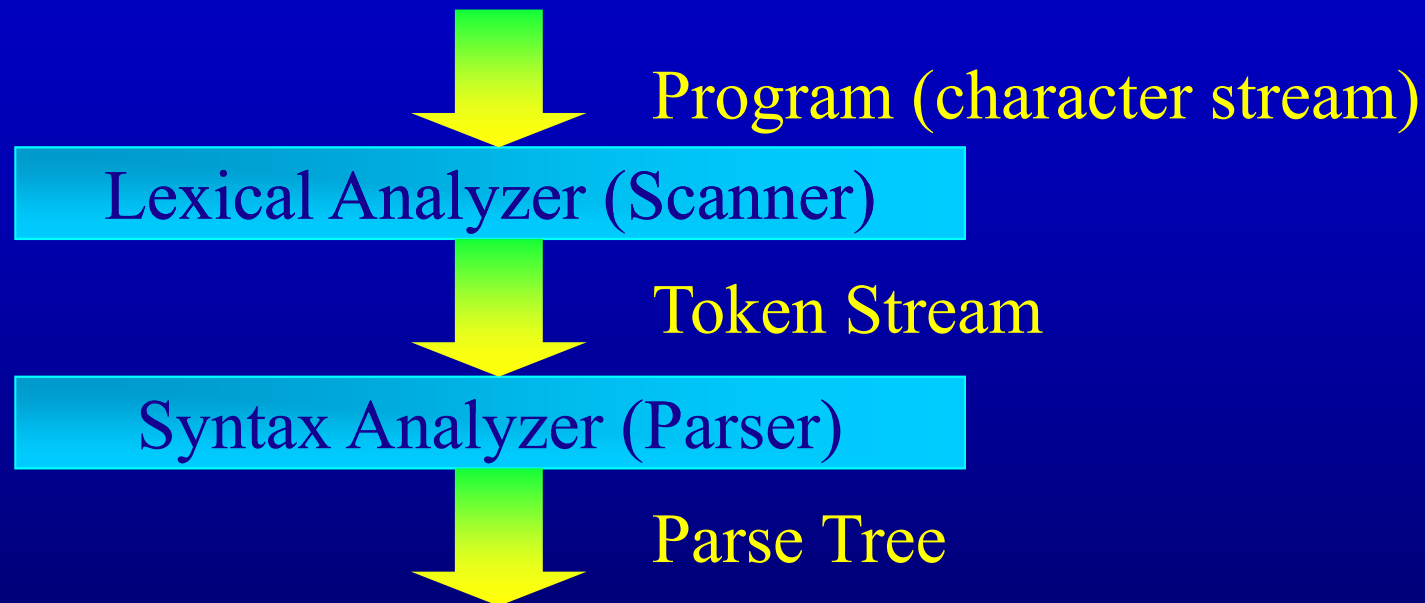 Program (character stream)
Lexical Analyzer (Scanner)
Token Stream
Syntax Analyzer (Parser)
Parse Tree